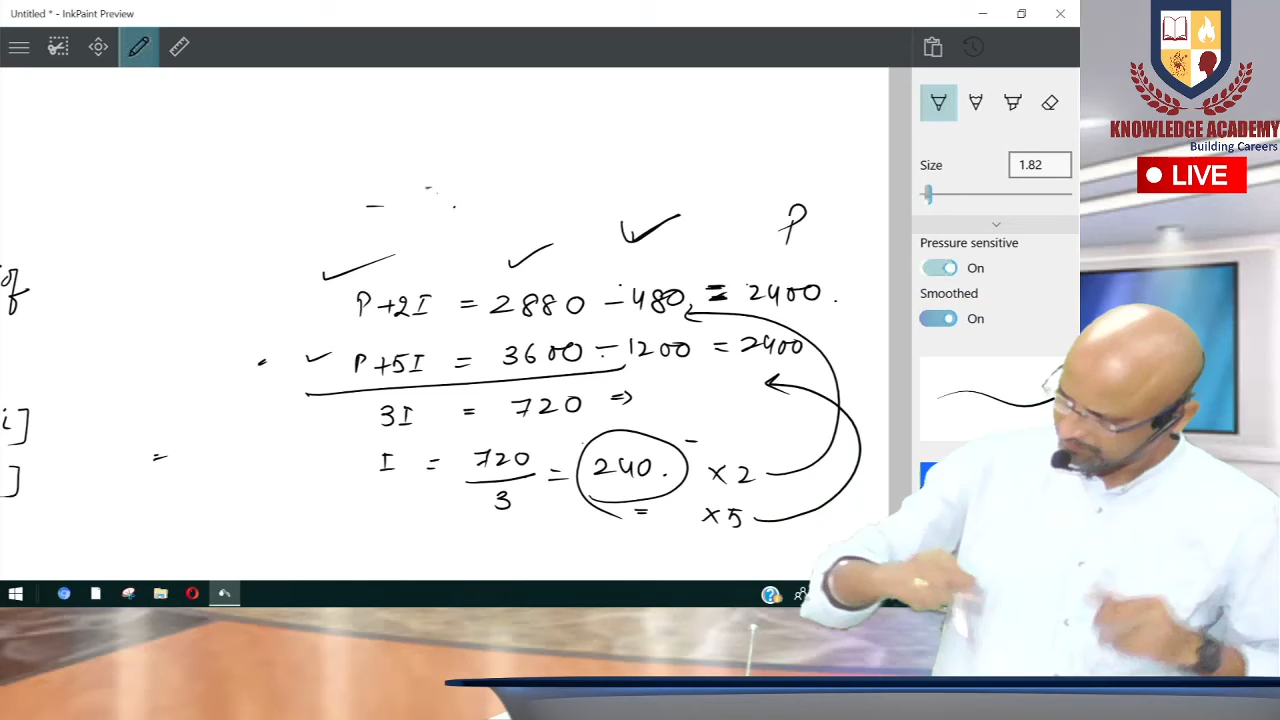 Untitled * - InkPaint Preview
KNOWLEDGE ACADEMY
Building Careers
LIVE
Size
1.82
Pressure sensitive
On
Smoothed
On
P
of
P+2I = 2880 - 480 = 2400.
P+5I = 3600 - 1200 = 2400
3I = 720 ⇒
i]
]
=
I = 720/3 = 240. × 2
= × 5